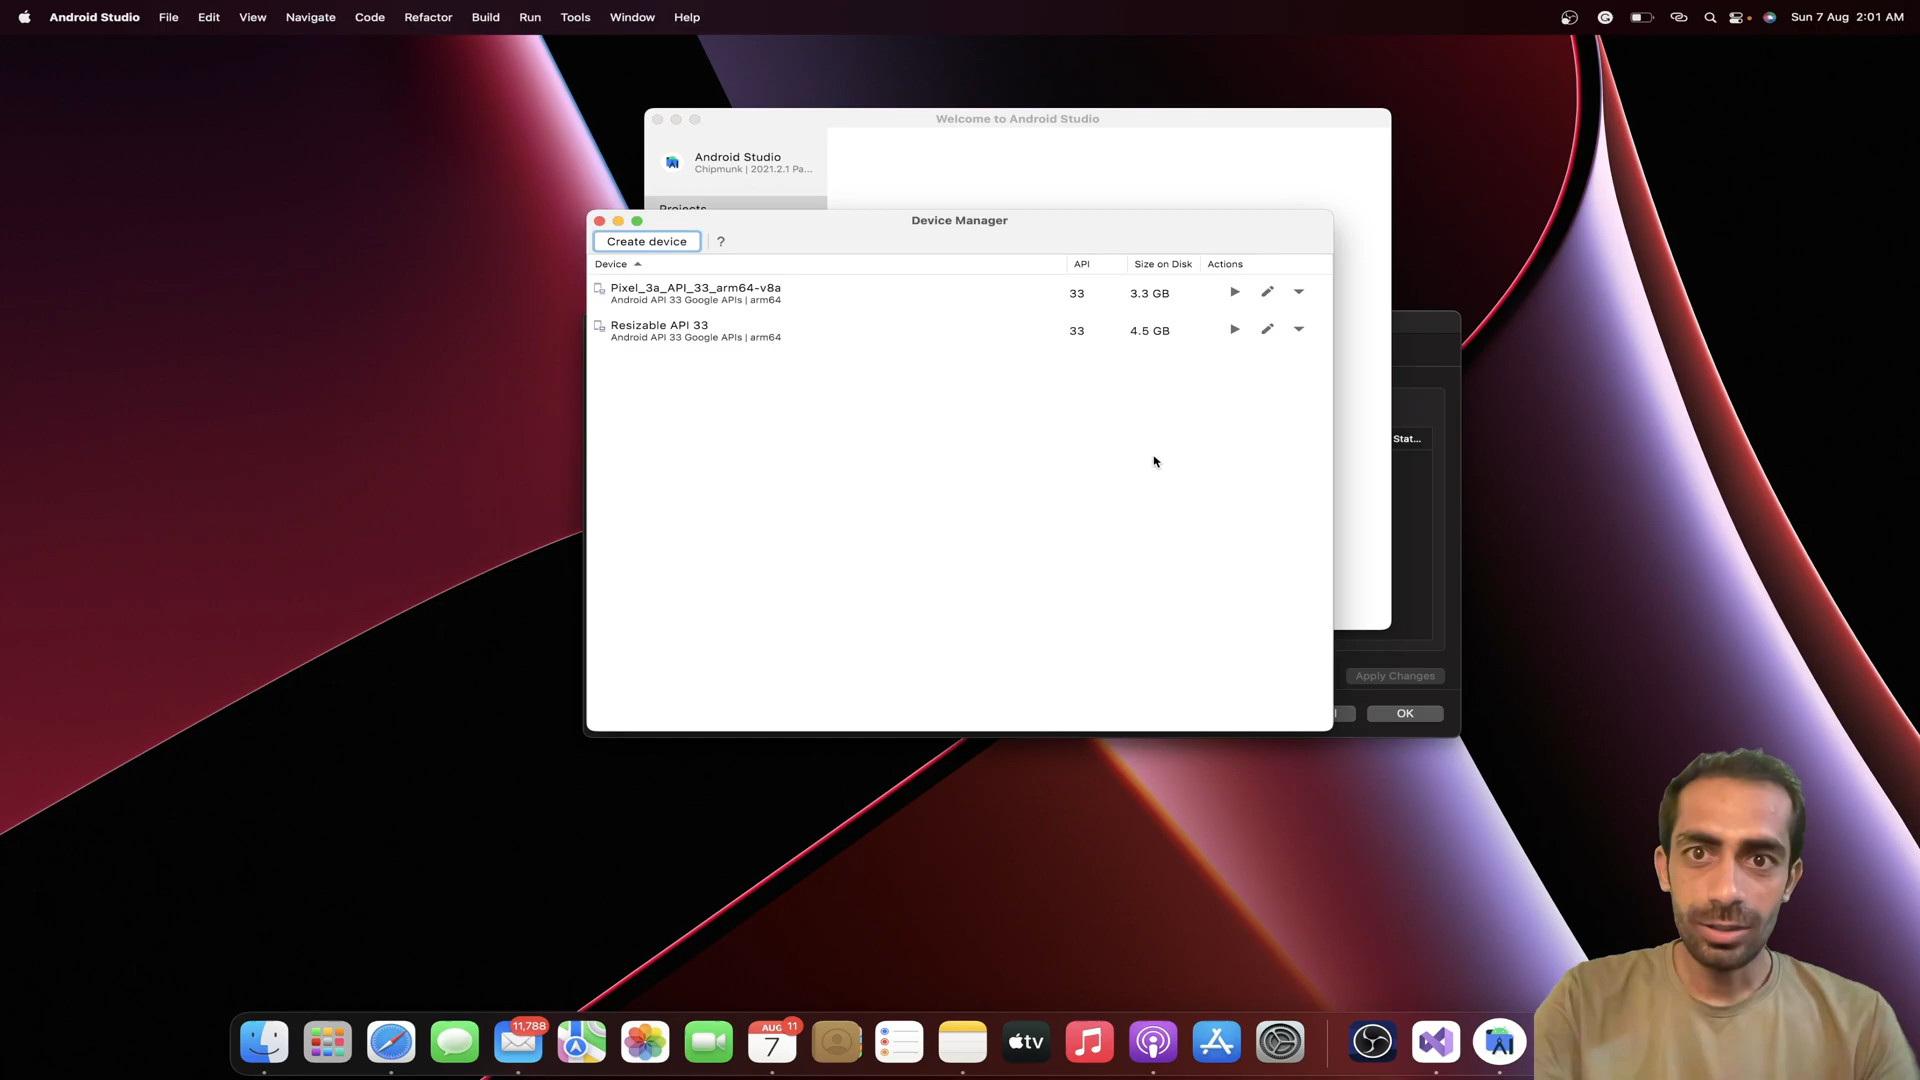 Android Studio File Edit View Navigate Code Refactor Build Run Tools Window Help Sun 7 Aug 2:01 AM
Welcome to Android Studio
Android Studio
Chipmunk | 2021.2.1 Pa...
Projects
Device Manager
Create device ?
Device API Size on Disk Actions
Pixel_3a_API_33_arm64-v8a
Android API 33 Google APIs | arm64
33 3.3 GB
Resizable API 33
Android API 33 Google APIs | arm64
33 4.5 GB
Stat...
Apply Changes
OK
11,788
AUG 11
7
tv